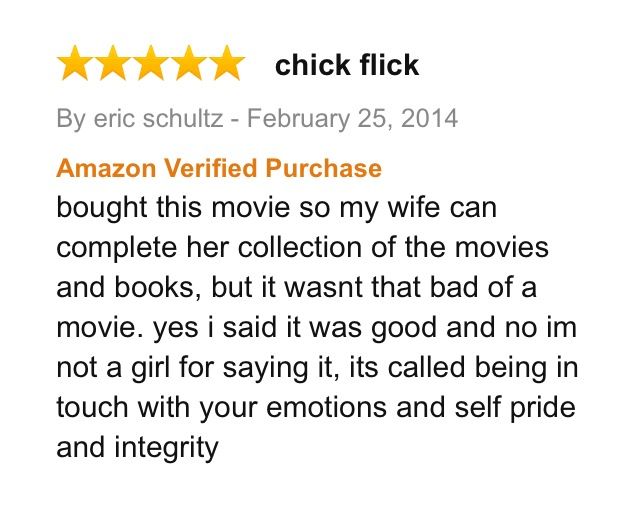 chick flick
By eric schultz - February 25, 2014
Amazon Verified Purchase
bought this movie so my wife can
complete her collection of the movies
and books, but it wasnt that bad of a
movie. yes i said it was good and no im
not a girl for saying it, its called being in
touch with your emotions and self pride
and integrity